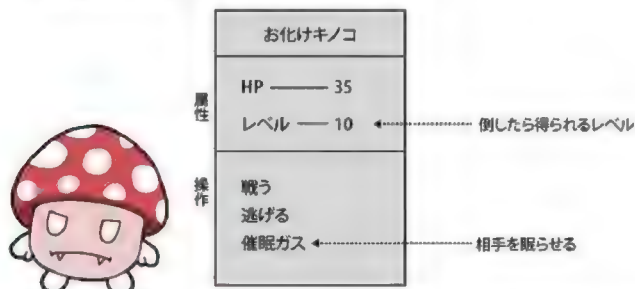 お化けキノコ
属性
HP 35
レベル 10
倒したら得られるレベル
操作
戦う
逃げる
催眠ガス
相手を眠らせる